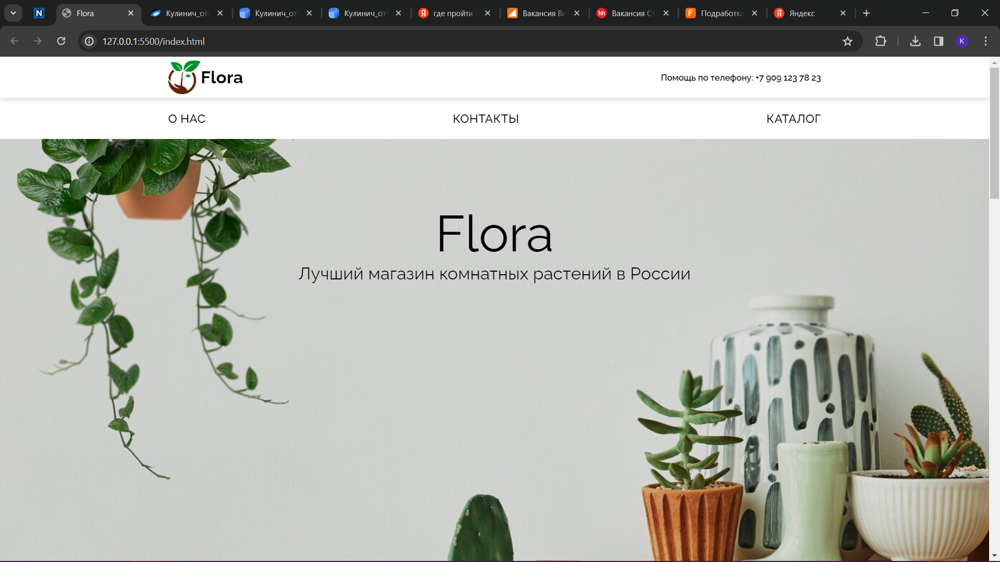 Flora
Кулинич_от
Кулинич_от
Кулинич_от
где пройти
Вакансия Ве
Вакансия Ст
Подработка
Яндекс
127.0.0.1:5500/index.html
K
Flora
Помощь по телефону: +7 909 123 78 23
О НАС
КОНТАКТЫ
КАТАЛОГ
Flora
Лучший магазин комнатных растений в России